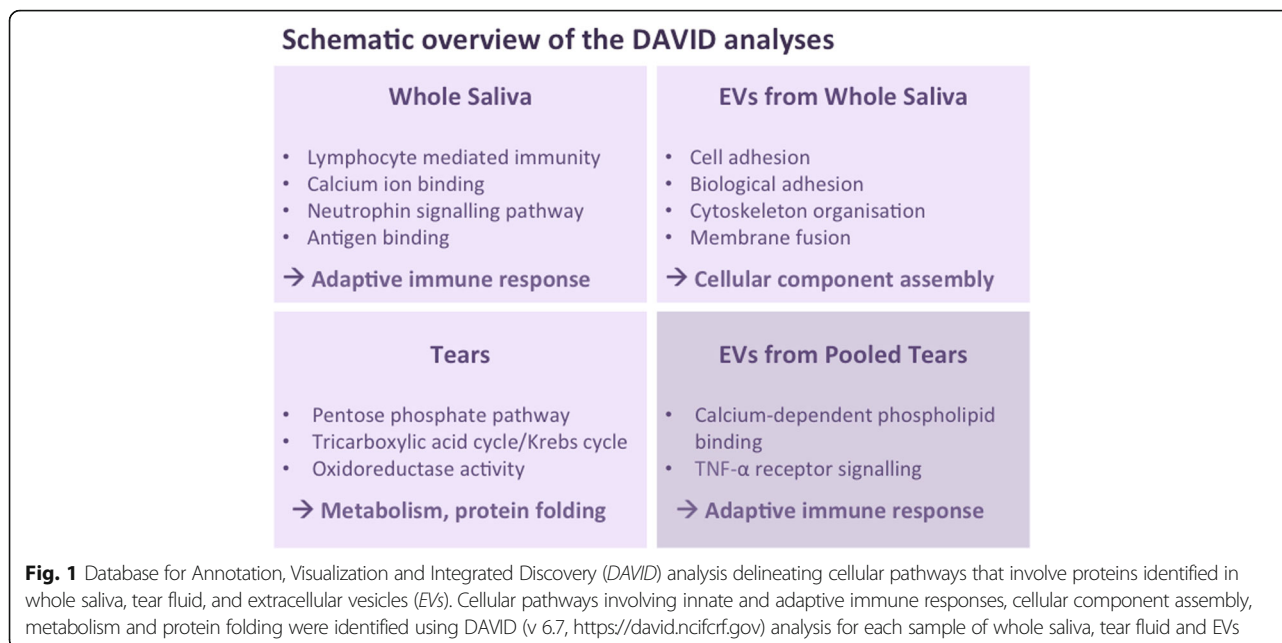 Schematic overview of the DAVID analyses
Whole Saliva
• Lymphocyte mediated immunity
• Calcium ion binding
• Neutrophin signalling pathway
• Antigen binding
→ Adaptive immune response
EVs from Whole Saliva
• Cell adhesion
• Biological adhesion
• Cytoskeleton organisation
• Membrane fusion
→ Cellular component assembly
Tears
• Pentose phosphate pathway
• Tricarboxylic acid cycle/Krebs cycle
• Oxidoreductase activity
→ Metabolism, protein folding
EVs from Pooled Tears
• Calcium-dependent phospholipid
binding
• TNF-α receptor signalling
→ Adaptive immune response
Fig. 1 Database for Annotation, Visualization and Integrated Discovery (DAVID) analysis delineating cellular pathways that involve proteins identified in
whole saliva, tear fluid, and extracellular vesicles (EVs). Cellular pathways involving innate and adaptive immune responses, cellular component assembly,
metabolism and protein folding were identified using DAVID (v 6.7, https://david.ncifcrf.gov) analysis for each sample of whole saliva, tear fluid and EVs